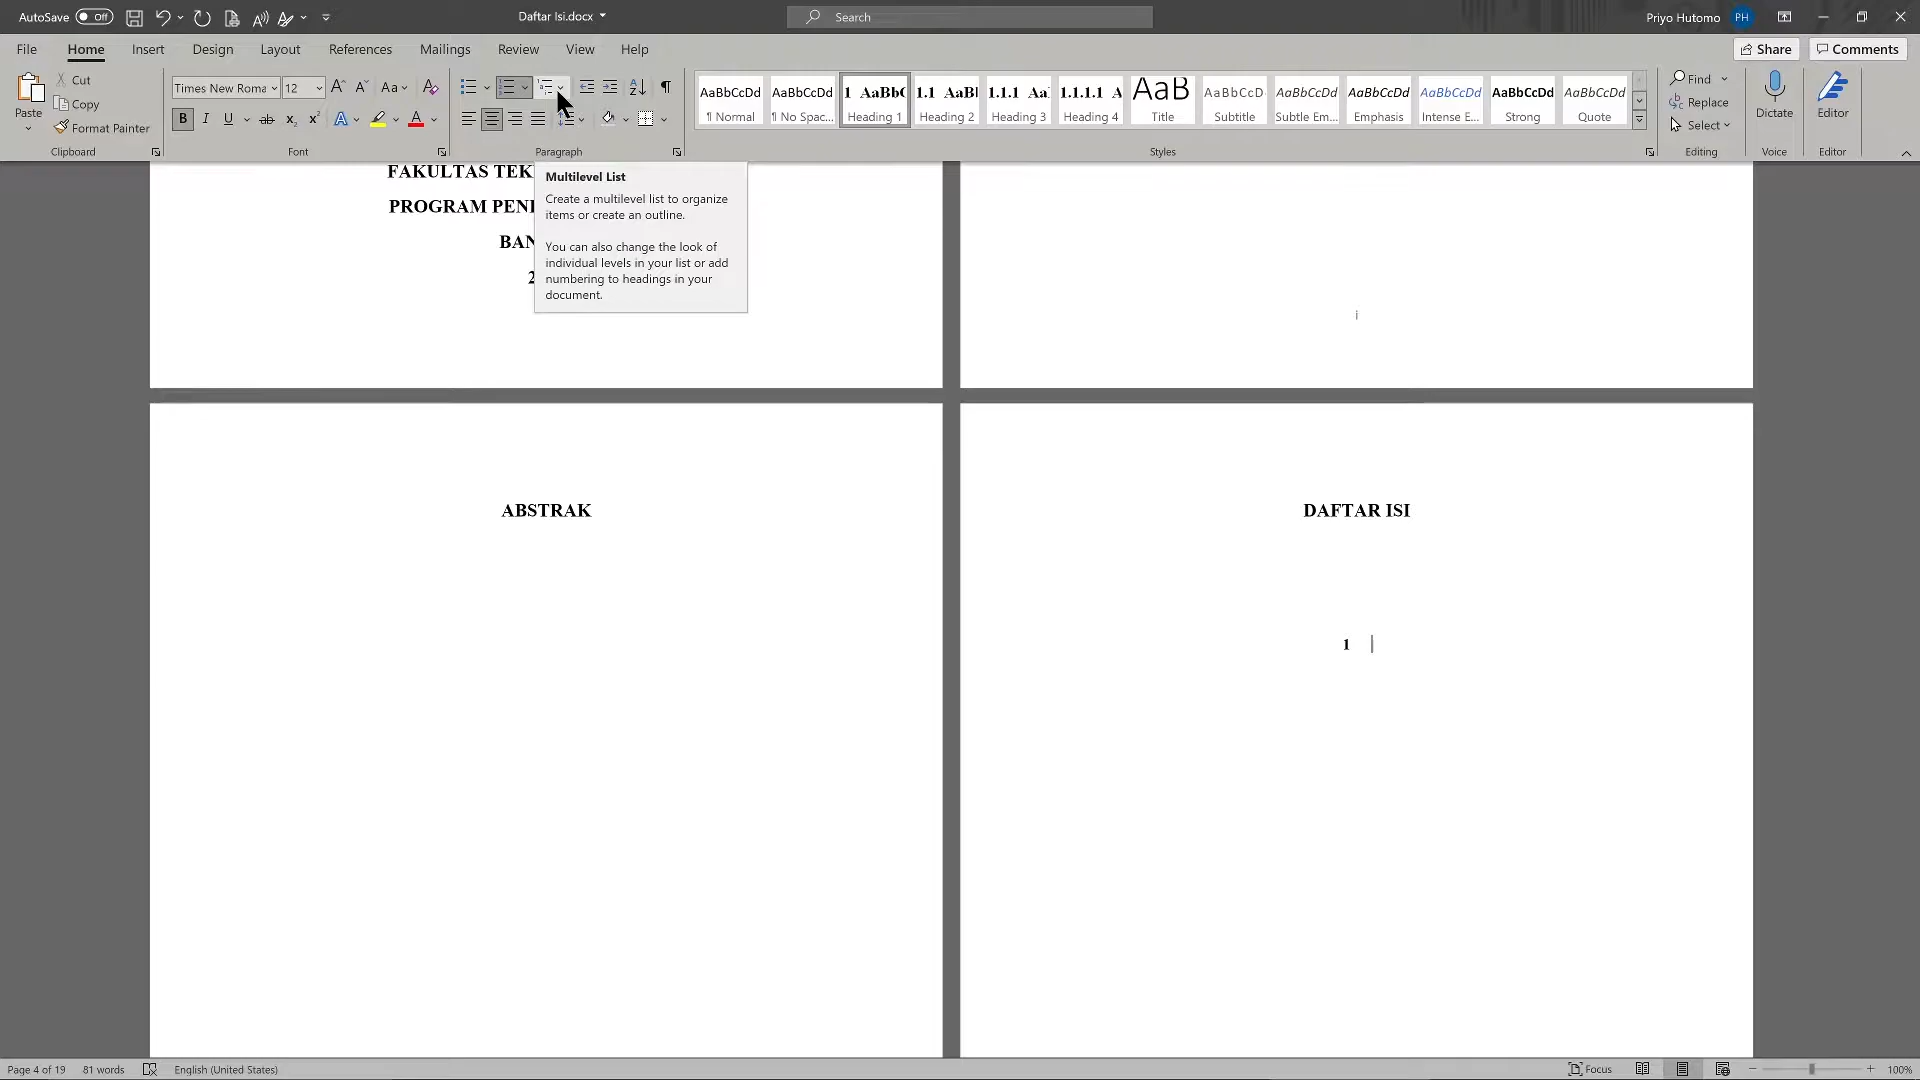 AutoSave Off
Daftar Isi.docx
Search
Priyo Hutomo PH
File Home Insert Design Layout References Mailings Review View Help
Share Comments
Paste
Cut
Copy
Format Painter
Clipboard
Times New Roma 12
Aa
Font
Paragraph
AaBbCcDd AaBbCcDd 1 AaBbC 1.1 AaBl 1.1.1 Aa 1.1.1.1 A AaB AaBbCcD AaBbCcDd AaBbCcDd AaBbCcDd AaBbCcDd AaBbCcDd
¶ Normal ¶ No Spac... Heading 1 Heading 2 Heading 3 Heading 4 Title Subtitle Subtle Em... Emphasis Intense E... Strong Quote
Styles
Find
Replace
Select
Editing
Dictate
Voice
Editor
Editor
FAKULTAS TEK
PROGRAM PEN
BAN
2
Multilevel List
Create a multilevel list to organize
items or create an outline.
You can also change the look of
individual levels in your list or add
numbering to headings in your
document.
i
ABSTRAK
DAFTAR ISI
1
Page 4 of 19 81 words English (United States)
Focus 100%